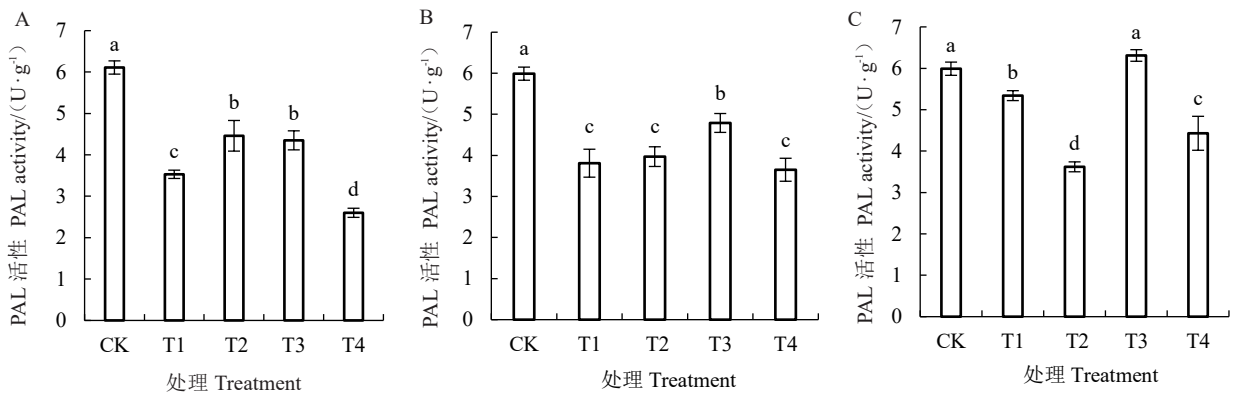 A
PAL 活性 PAL activity/(U·g⁻¹)
7
6
5
4
3
2
1
0
a
c
b
b
d
CK T1 T2 T3 T4
处理 Treatment
B
PAL 活性 PAL activity/(U·g⁻¹)
7
6
5
4
3
2
1
0
a
c
c
b
c
CK T1 T2 T3 T4
处理 Treatment
C
PAL 活性 PAL activity/(U·g⁻¹)
7
6
5
4
3
2
1
0
a
b
d
a
c
CK T1 T2 T3 T4
处理 Treatment